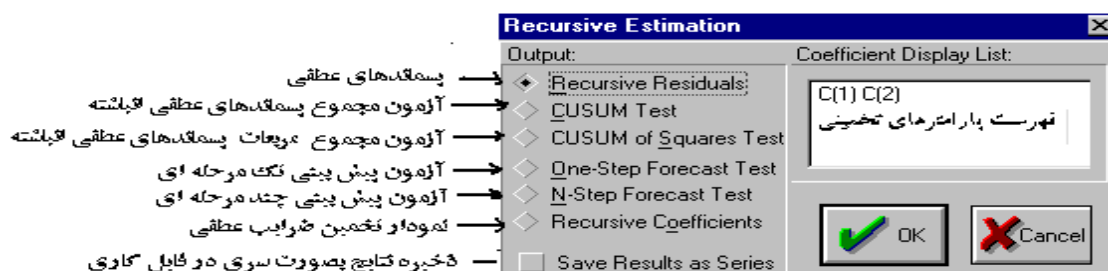 Recursive Estimation
Output:
Coefficient Display List:
پسماندهای عطفی
Recursive Residuals
آزمون مجموع پسماندهای عطفی انباشته
CUSUM Test
آزمون مجموع مربعات پسماندهای عطفی انباشته
CUSUM of Squares Test
آزمون پیش بینی تک مرحله ای
One-Step Forecast Test
آزمون پیش بینی چند مرحله ای
N-Step Forecast Test
نمودار تخمین ضرایب عطفی
Recursive Coefficients
ذخیره نتایج بصورت سری در فایل کاری
Save Results as Series
C(1) C(2)
فهرست پارامترهای تخمینی
OK
Cancel